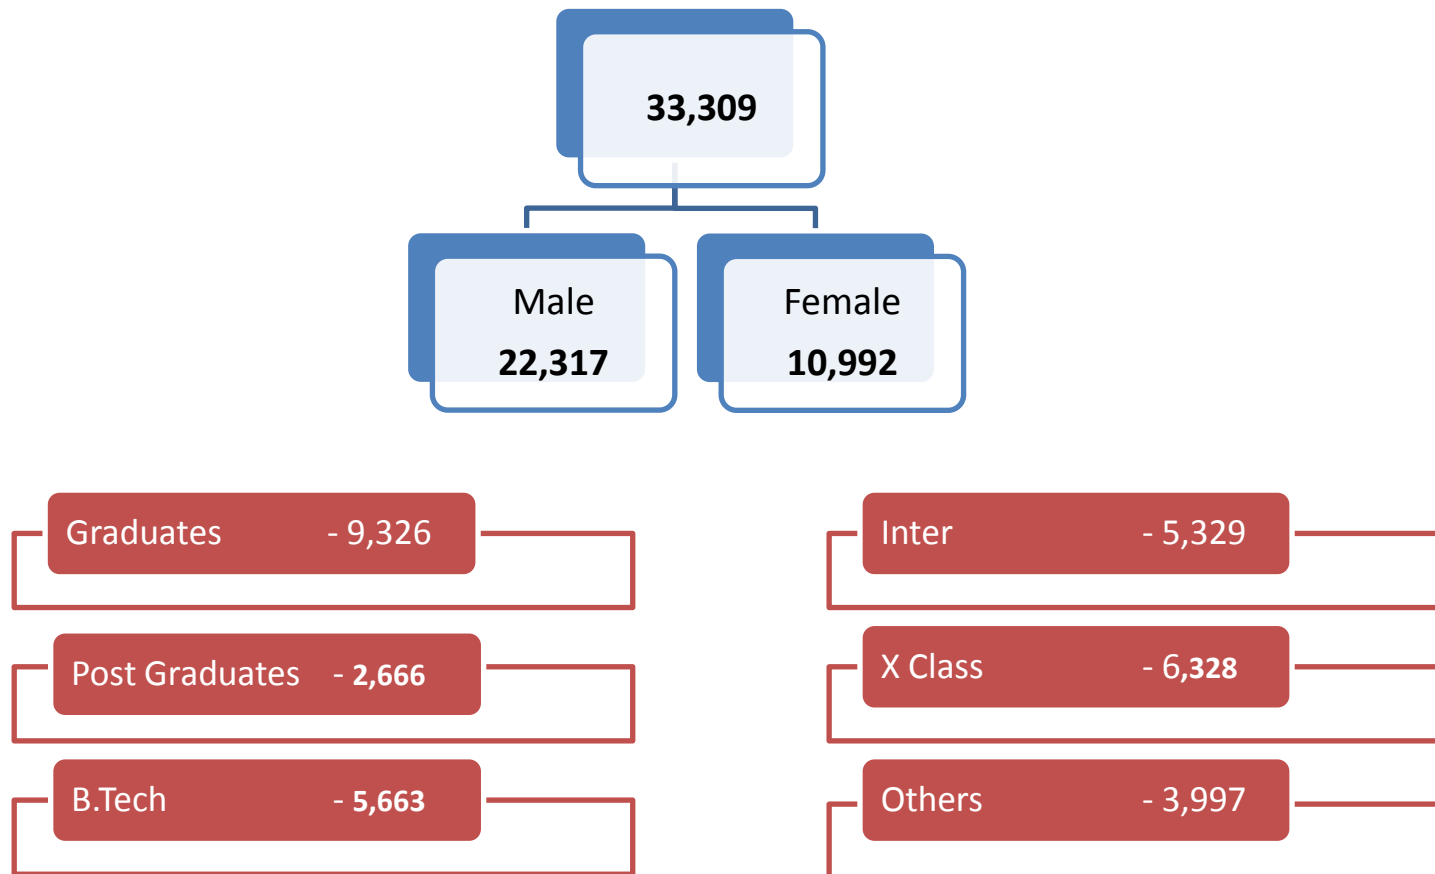 33,309
Male
22,317
Female
10,992
Graduates - 9,326
Post Graduates - 2,666
B.Tech - 5,663
Inter - 5,329
X Class - 6,328
Others - 3,997